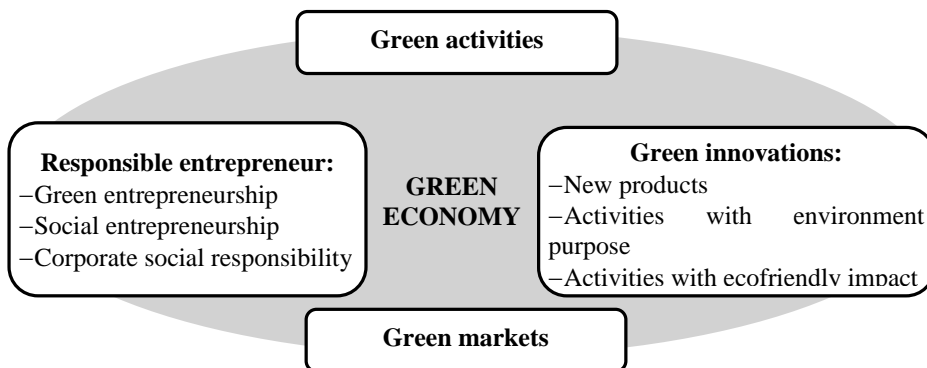 Green activities
Responsible entrepreneur:
–Green entrepreneurship
–Social entrepreneurship
–Corporate social responsibility
GREEN
ECONOMY
Green innovations:
–New products
–Activities with environment
purpose
–Activities with ecofriendly impact
Green markets